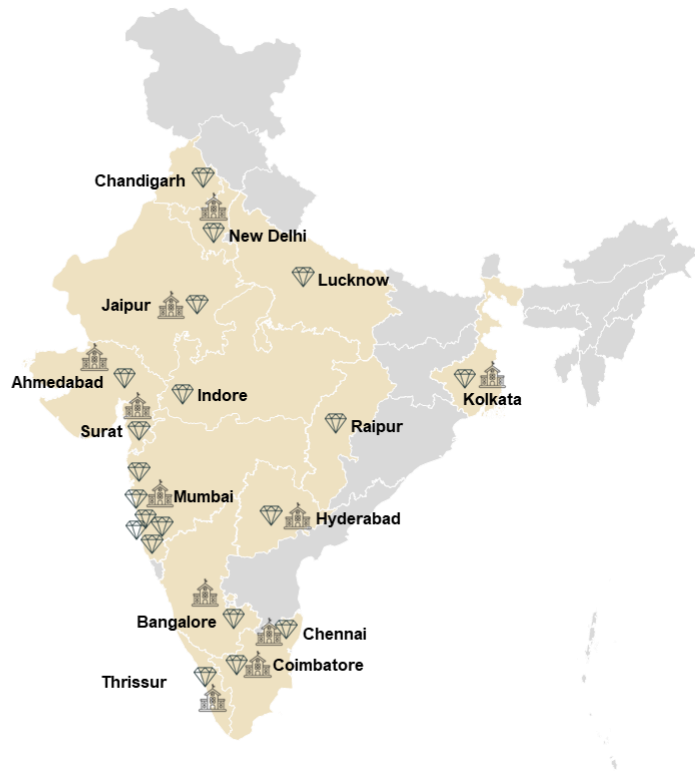 Chandigarh
New Delhi
Lucknow
Jaipur
Ahmedabad
Indore
Kolkata
Surat
Raipur
Mumbai
Hyderabad
Bangalore
Chennai
Coimbatore
Thrissur